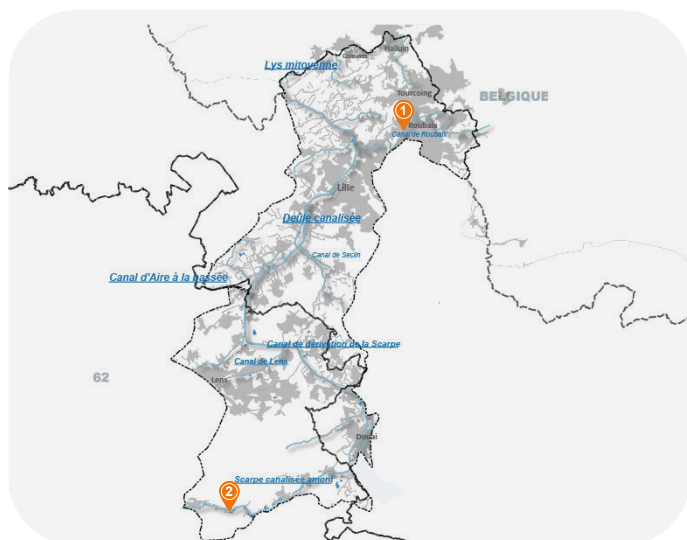 Comines
Halluin
Lys mitoyenne
Tourcoing
BELGIQUE
1
Roubaix
Canal de Roubaix
Lille
Deûle canalisée
Canal de Seclin
Canal d'Aire à la bassée
Canal de dérivation de la Scarpe
Canal de Lens
62
Lens
Douai
Scarpe canalisée amont
2